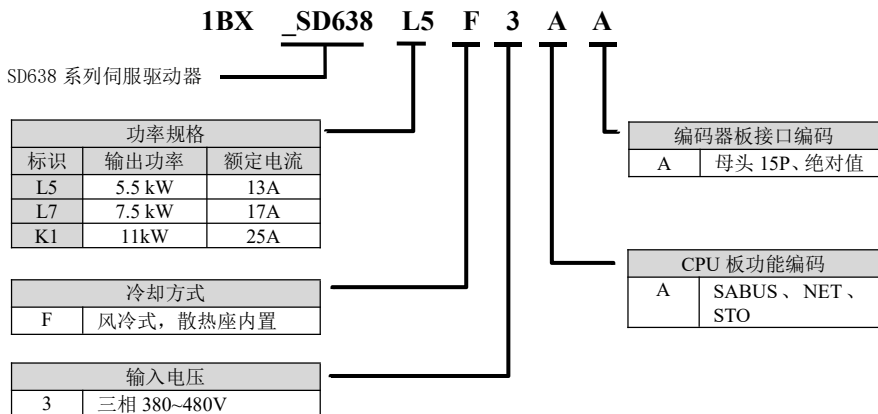 1BX _SD638 L5 F 3 A A
SD638 系列伺服驱动器
功率规格
标识 输出功率 额定电流
L5 5.5 kW 13A
L7 7.5 kW 17A
K1 11kW 25A
冷却方式
F 风冷式，散热座内置
输入电压
3 三相 380~480V
编码器板接口编码
A 母头 15P、绝对值
CPU 板功能编码
A SABUS 、 NET 、
STO